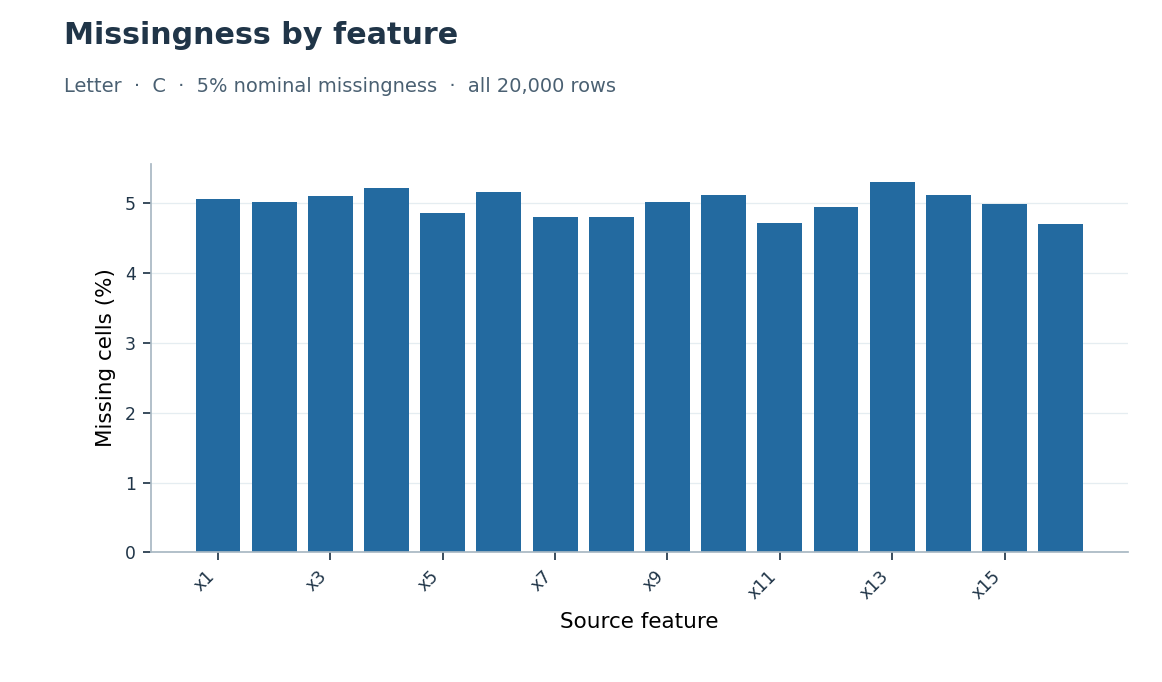 Missingness by feature
Letter · C · 5% nominal missingness · all 20,000 rows
Missing cells (%)
5
4
3
2
1
0
x1
x3
x5
x7
x9
x11
x13
x15
Source feature